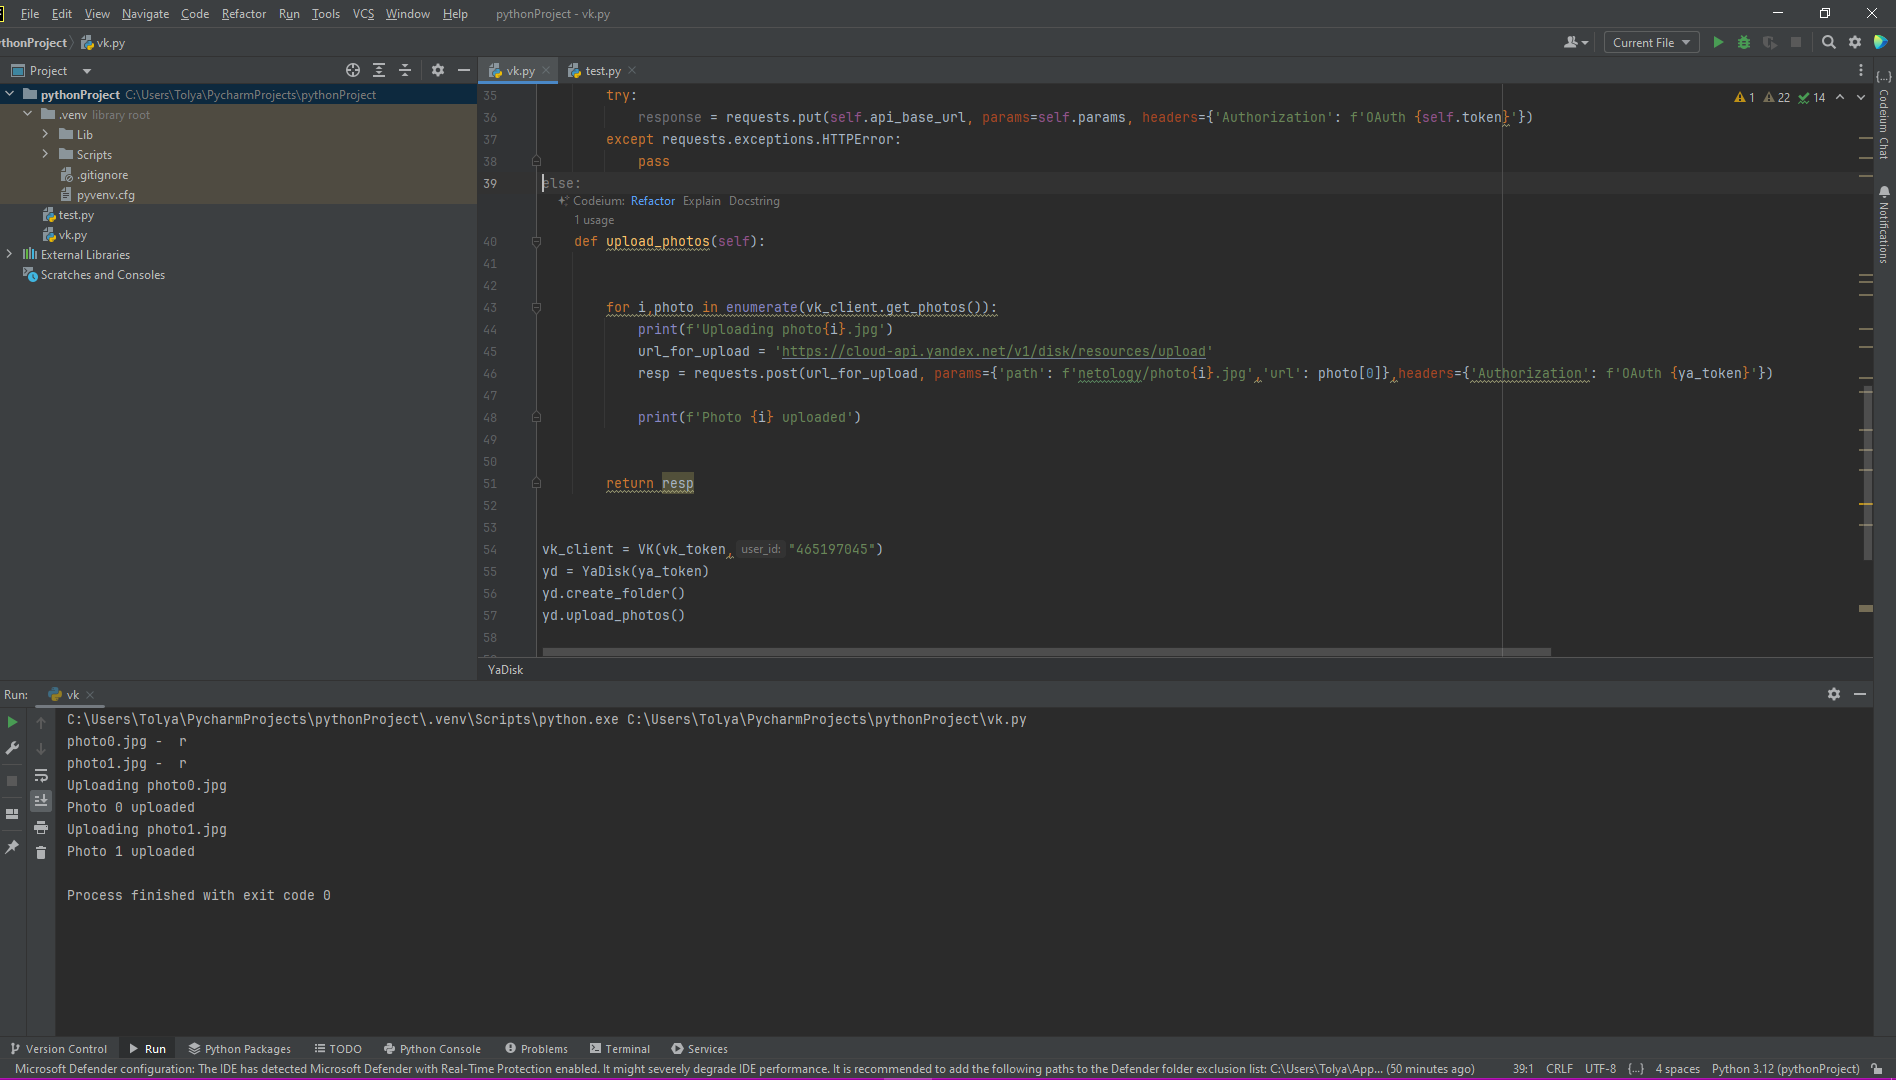 File Edit View Navigate Code Refactor Run Tools VCS Window Help pythonProject - vk.py
thonProject vk.py Current File
Project vk.py test.py
pythonProject C:\Users\Tolya\PycharmProjects\pythonProject
.venv library root
Lib
Scripts
.gitignore
pyvenv.cfg
test.py
vk.py
External Libraries
Scratches and Consoles
35 try:
36 response = requests.put(self.api_base_url, params=self.params, headers={'Authorization': f'OAuth {self.token}'})
37 except requests.exceptions.HTTPError:
38 pass
39 else:
Codeium: Refactor Explain Docstring
1 usage
40 def upload_photos(self):
41
42
43 for i,photo in enumerate(vk_client.get_photos()):
44 print(f'Uploading photo{i}.jpg')
45 url_for_upload = 'https://cloud-api.yandex.net/v1/disk/resources/upload'
46 resp = requests.post(url_for_upload, params={'path': f'netology/photo{i}.jpg','url': photo[0]},headers={'Authorization': f'OAuth {ya_token}'})
47
48 print(f'Photo {i} uploaded')
49
50
51 return resp
52
53
54 vk_client = VK(vk_token, user_id: "465197045")
55 yd = YaDisk(ya_token)
56 yd.create_folder()
57 yd.upload_photos()
58
1 22 14
{...}
Codeium Chat
Notifications
YaDisk
Run: vk
C:\Users\Tolya\PycharmProjects\pythonProject\.venv\Scripts\python.exe C:\Users\Tolya\PycharmProjects\pythonProject\vk.py
photo0.jpg - r
photo1.jpg - r
Uploading photo0.jpg
Photo 0 uploaded
Uploading photo1.jpg
Photo 1 uploaded
Process finished with exit code 0
Version Control Run Python Packages TODO Python Console Problems Terminal Services
Microsoft Defender configuration: The IDE has detected Microsoft Defender with Real-Time Protection enabled. It might severely degrade IDE performance. It is recommended to add the following paths to the Defender folder exclusion list: C:\Users\Tolya\App... (50 minutes ago) 39:1 CRLF UTF-8 {...} 4 spaces Python 3.12 (pythonProject)